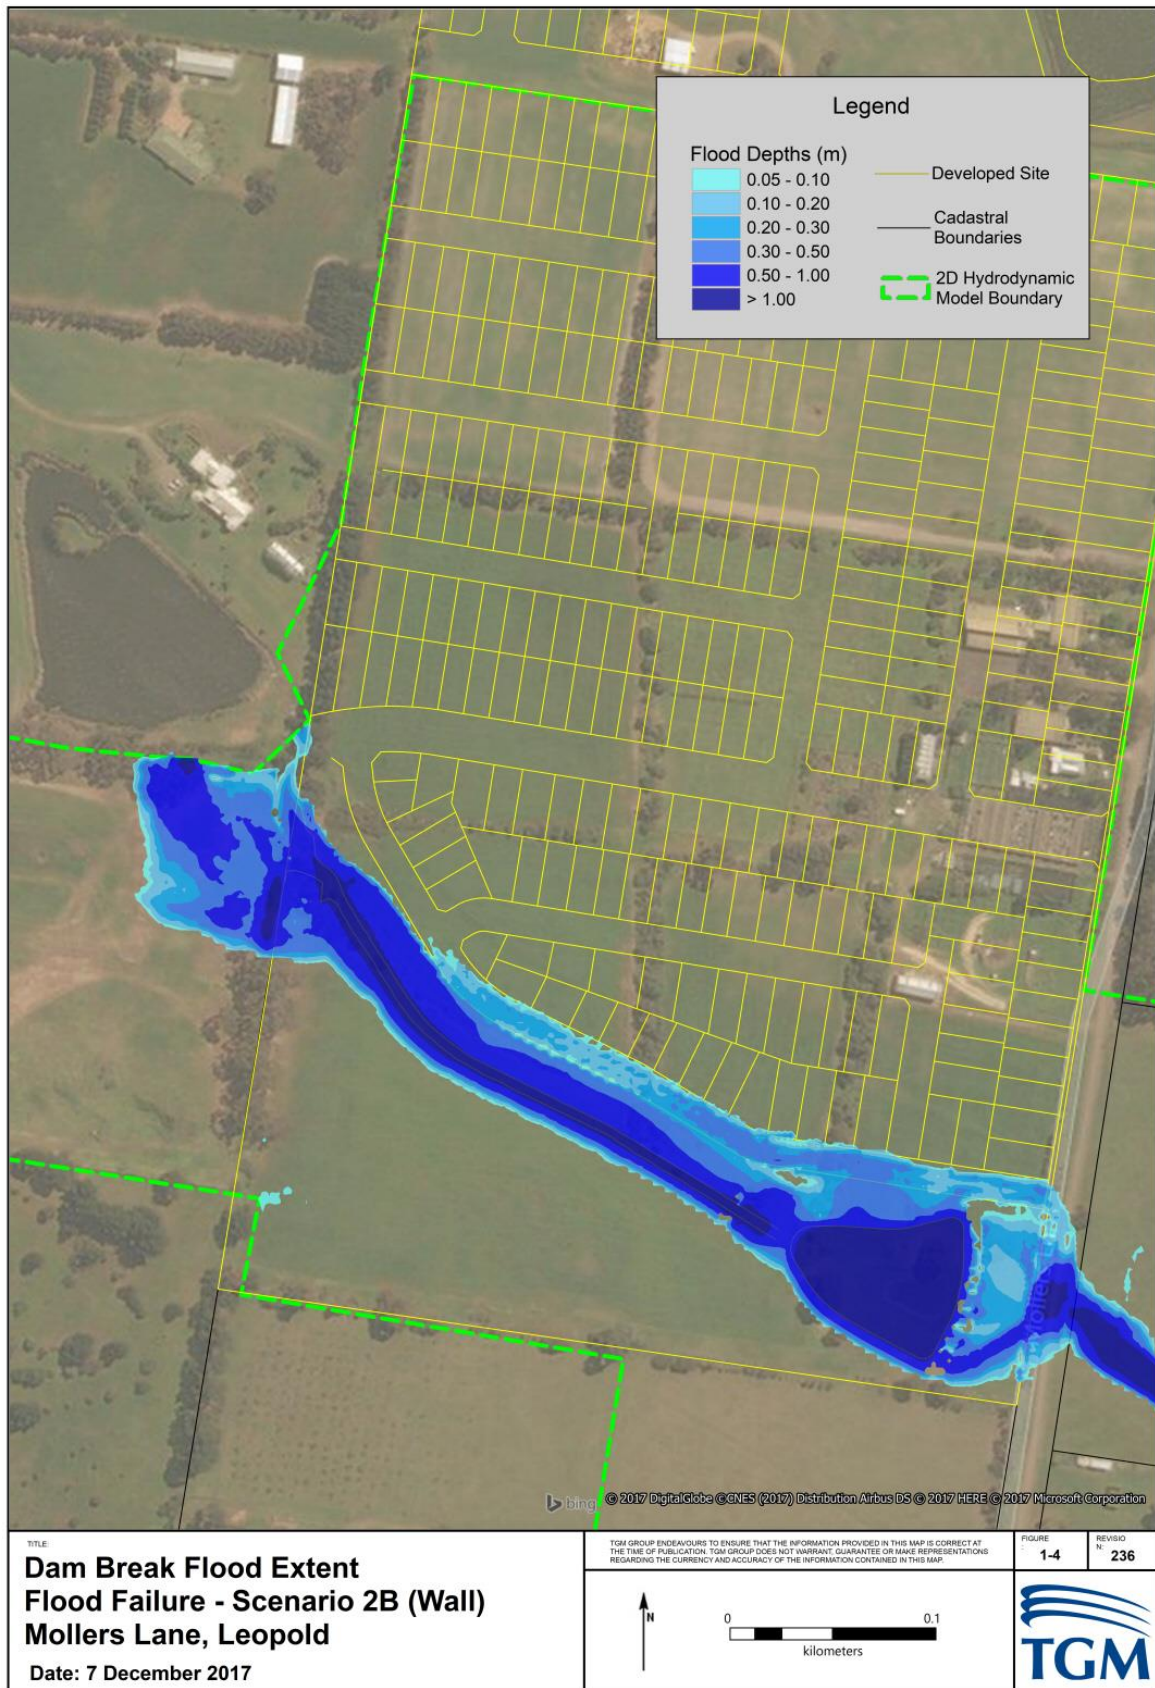 Legend
Flood Depths (m)
0.05 - 0.10
0.10 - 0.20
0.20 - 0.30
0.30 - 0.50
0.50 - 1.00
> 1.00
Developed Site
Cadastral
Boundaries
2D Hydrodynamic
Model Boundary
bing
© 2017 DigitalGlobe ©CNES (2017) Distribution Airbus DS © 2017 HERE © 2017 Microsoft Corporation
TITLE:
Dam Break Flood Extent
Flood Failure - Scenario 2B (Wall)
Mollers Lane, Leopold
Date: 7 December 2017
TGM GROUP ENDEAVOURS TO ENSURE THAT THE INFORMATION PROVIDED IN THIS MAP IS CORRECT AT
THE TIME OF PUBLICATION. TGM GROUP DOES NOT WARRANT, GUARANTEE OR MAKE REPRESENTATIONS
REGARDING THE CURRENCY AND ACCURACY OF THE INFORMATION CONTAINED IN THIS MAP.
N
0 0.1
kilometers
FIGURE
:
1-4
REVISIO
N:
236
TGM